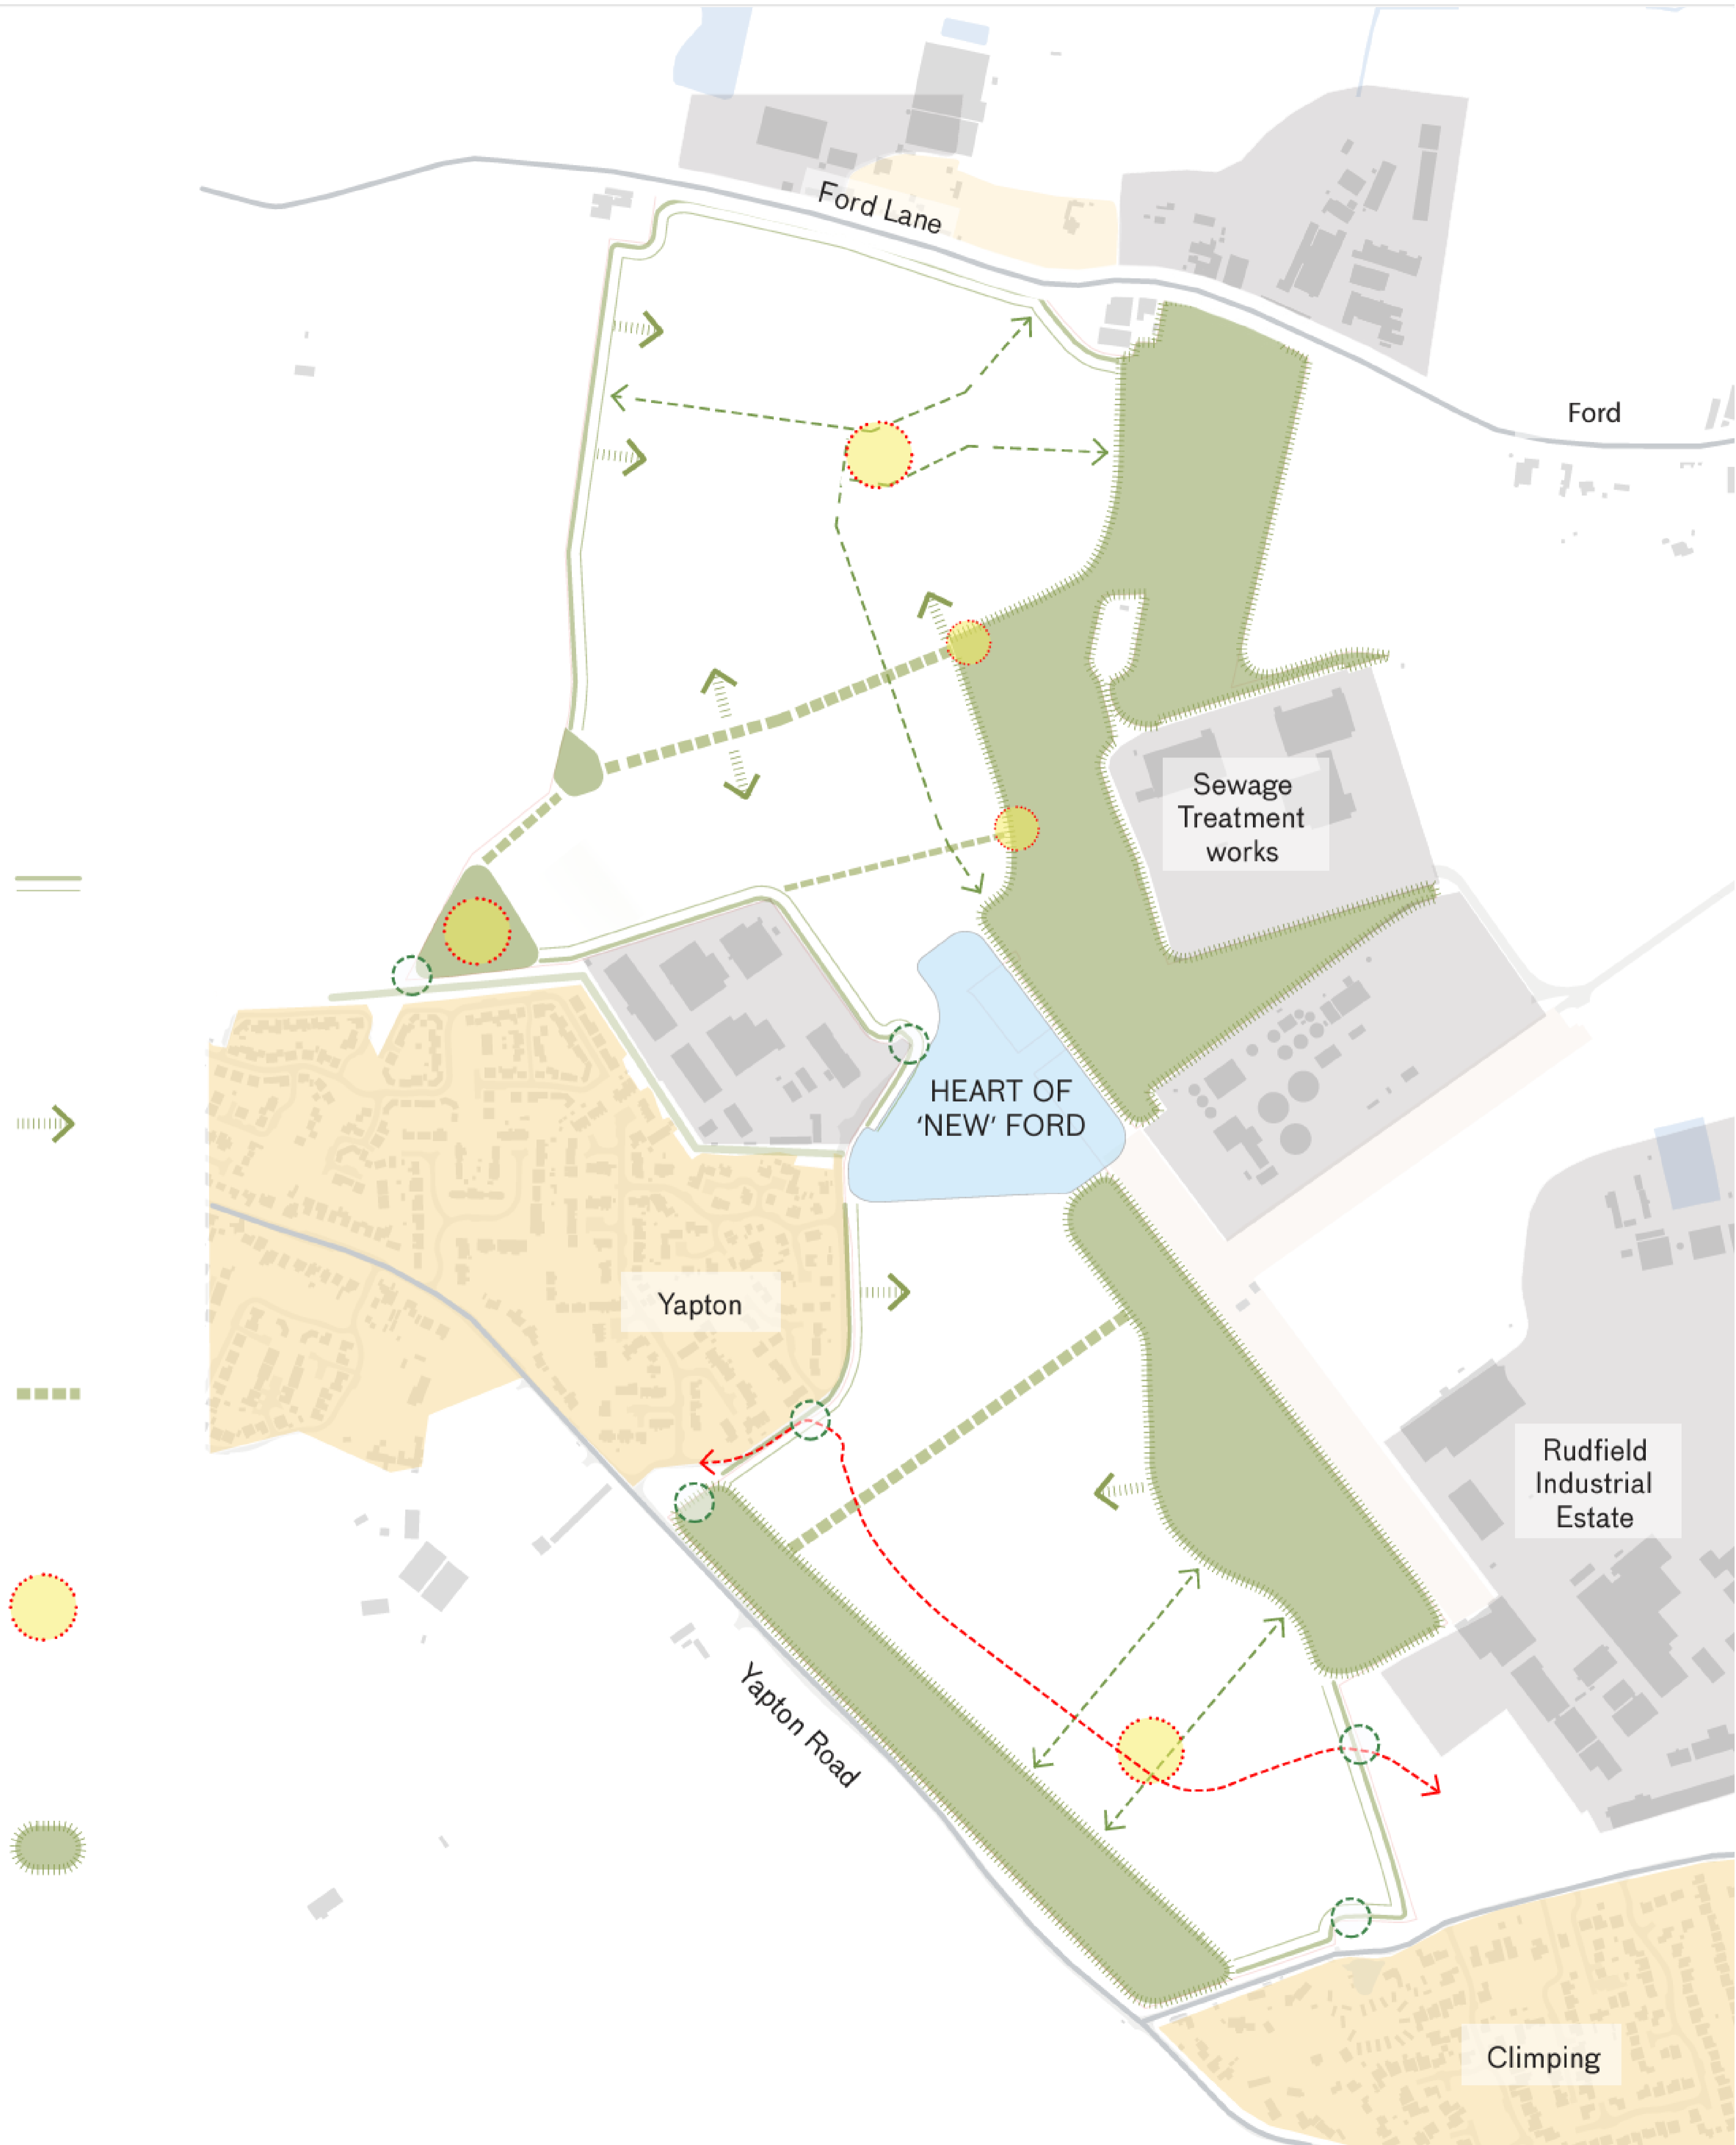 Ford Lane
Ford
Sewage
Treatment
works
HEART OF
‘NEW’ FORD
Yapton
Rudfield
Industrial
Estate
Yapton Road
Climping